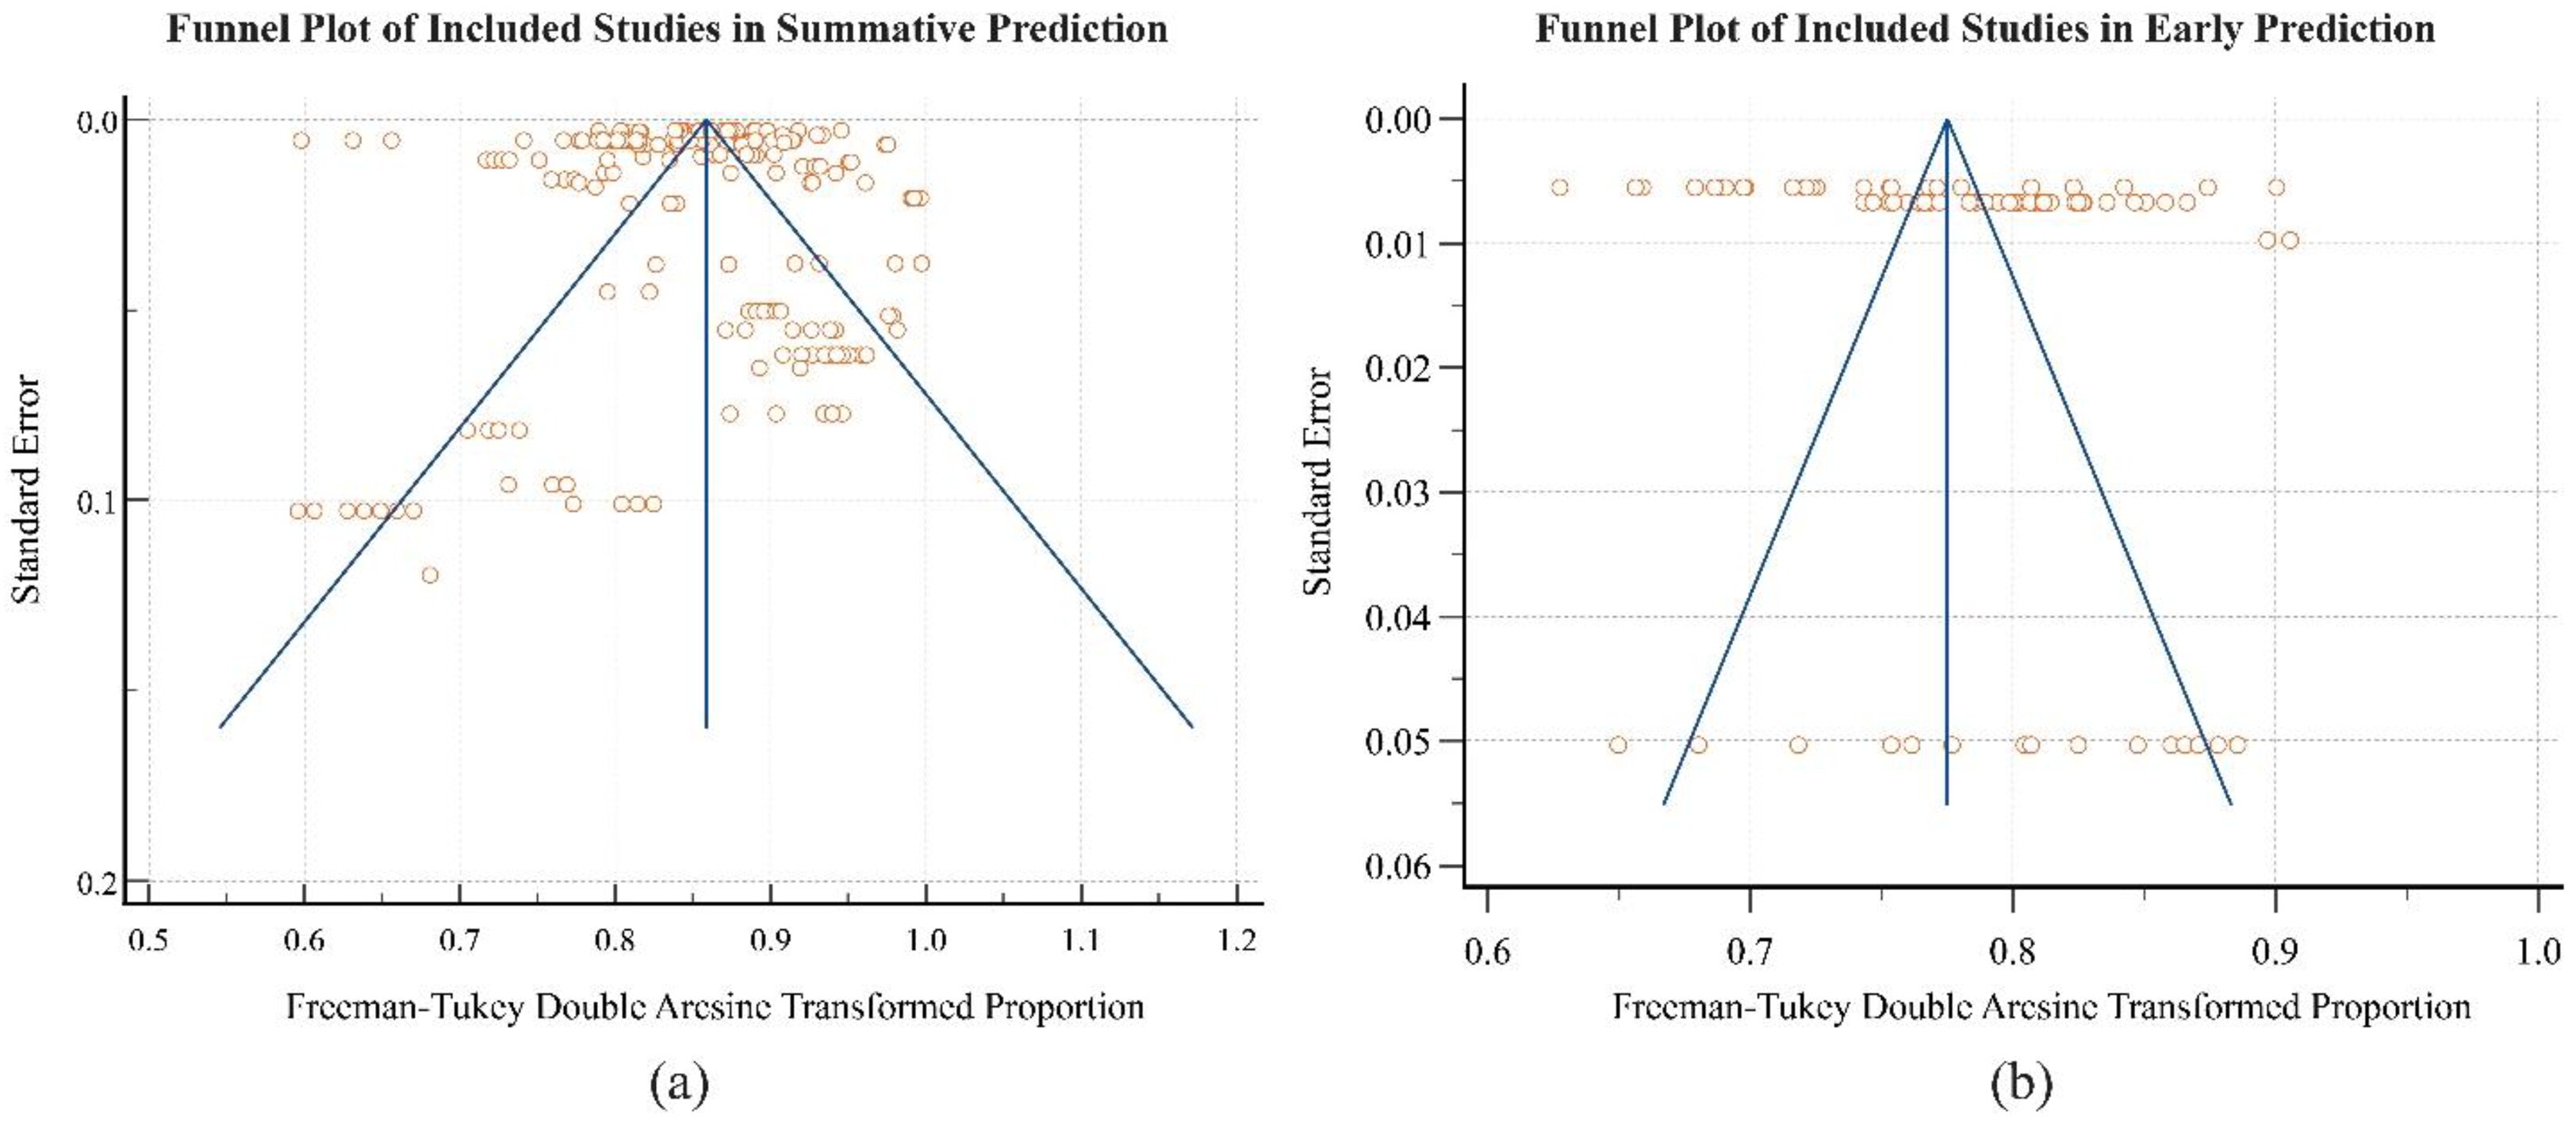 Funnel Plot of Included Studies in Summative Prediction
0.0
0.1
0.2
Standard Error
0.5 0.6 0.7 0.8 0.9 1.0 1.1 1.2
Freeman-Tukey Double Arcsine Transformed Proportion
(a)
Funnel Plot of Included Studies in Early Prediction
0.00
0.01
0.02
0.03
0.04
0.05
0.06
Standard Error
0.6 0.7 0.8 0.9 1.0
Freeman-Tukey Double Arcsine Transformed Proportion
(b)